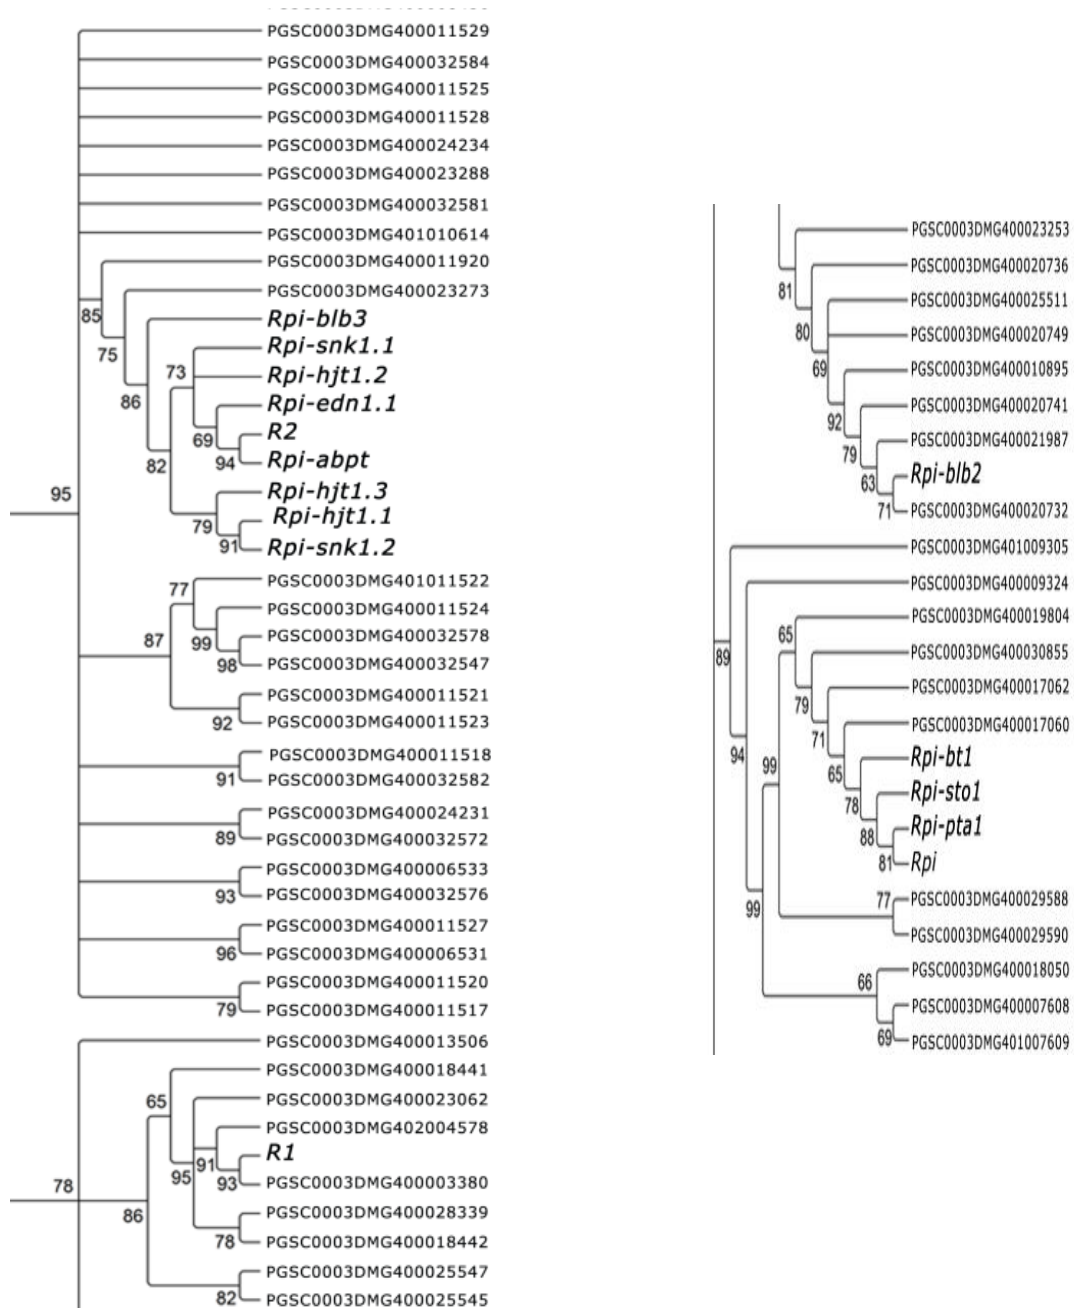 PGSC0003DMG400011529
PGSC0003DMG400032584
PGSC0003DMG400011525
PGSC0003DMG400011528
PGSC0003DMG400024234
PGSC0003DMG400023288
PGSC0003DMG400032581
PGSC0003DMG401010614
PGSC0003DMG400011920
PGSC0003DMG400023273
85
Rpi-blb3
75
Rpi-snk1.1
73
Rpi-hjt1.2
86
Rpi-edn1.1
R2
69
Rpi-abpt
94
82
Rpi-hjt1.3
95
Rpi-hjt1.1
79
Rpi-snk1.2
91
PGSC0003DMG401011522
77
PGSC0003DMG400011524
PGSC0003DMG400032578
87
99
PGSC0003DMG400032547
98
PGSC0003DMG400011521
PGSC0003DMG400011523
92
PGSC0003DMG400011518
PGSC0003DMG400032582
91
PGSC0003DMG400024231
PGSC0003DMG400032572
89
PGSC0003DMG400006533
PGSC0003DMG400032576
93
PGSC0003DMG400011527
PGSC0003DMG400006531
96
PGSC0003DMG400011520
PGSC0003DMG400011517
79
PGSC0003DMG400013506
PGSC0003DMG400018441
65
PGSC0003DMG400023062
PGSC0003DMG402004578
R1
91
95
PGSC0003DMG400003380
93
78
PGSC0003DMG400028339
86
PGSC0003DMG400018442
78
PGSC0003DMG400025547
PGSC0003DMG400025545
82
PGSC0003DMG400023253
PGSC0003DMG400020736
81
PGSC0003DMG400025511
80
PGSC0003DMG400020749
69
PGSC0003DMG400010895
PGSC0003DMG400020741
92
PGSC0003DMG400021987
79
Rpi-blb2
63
PGSC0003DMG400020732
71
PGSC0003DMG401009305
PGSC0003DMG400009324
PGSC0003DMG400019804
65
PGSC0003DMG400030855
89
PGSC0003DMG400017062
79
PGSC0003DMG400017060
71
Rpi-bt1
94
99
65
Rpi-sto1
78
Rpi-pta1
88
Rpi
81
PGSC0003DMG400029588
77
99
PGSC0003DMG400029590
PGSC0003DMG400018050
66
PGSC0003DMG400007608
PGSC0003DMG401007609
69